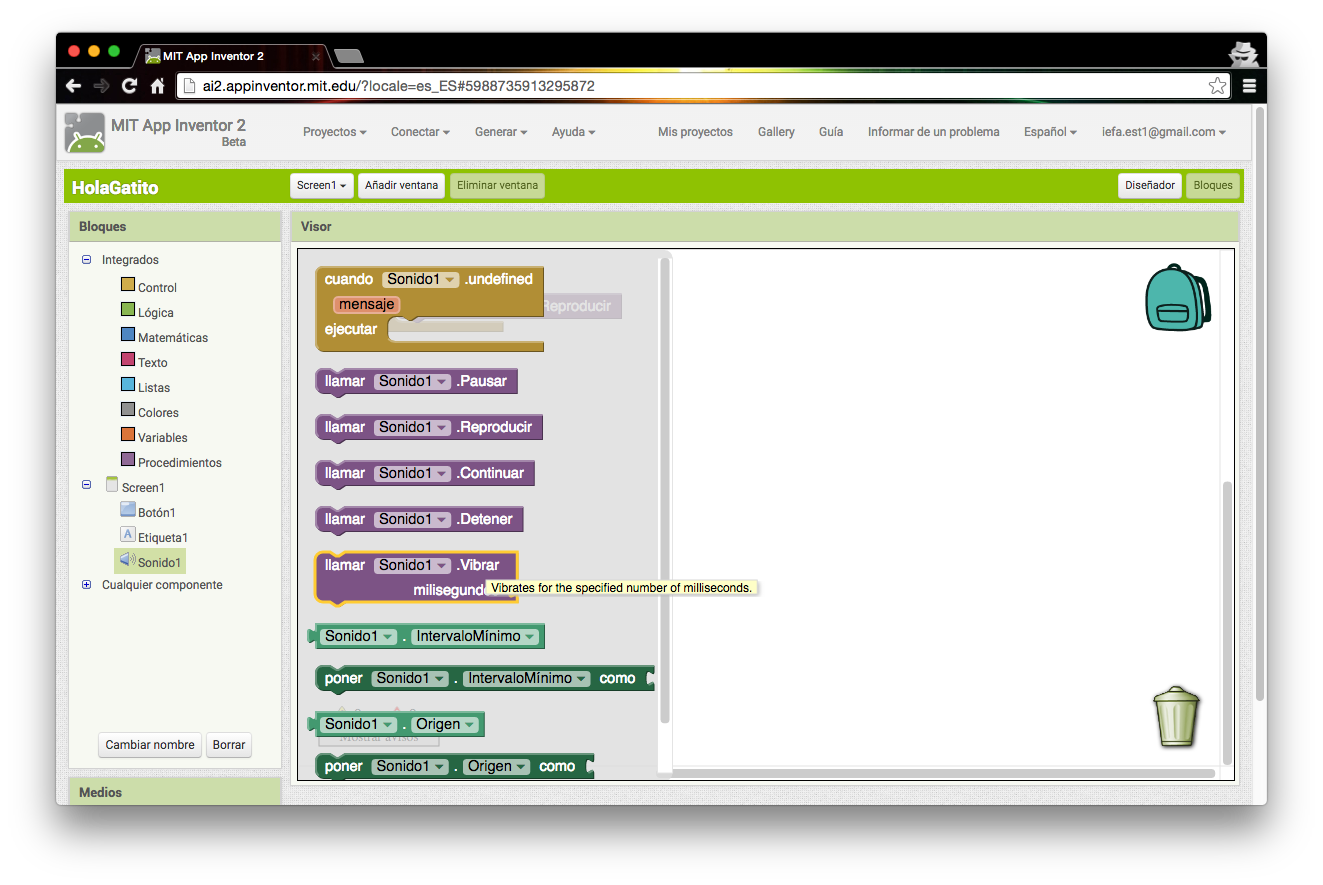 MIT App Inventor 2
ai2.appinventor.mit.edu/?locale=es_ES#5988735913295872
MIT App Inventor 2
Beta
Proyectos Conectar Generar Ayuda Mis proyectos Gallery Guía Informar de un problema Español iefa.est1@gmail.com
HolaGatito Screen1 Añadir ventana Eliminar ventana Diseñador Bloques
Bloques
Integrados
Control
Lógica
Matemáticas
Texto
Listas
Colores
Variables
Procedimientos
Screen1
Botón1
A Etiqueta1
Sonido1
Cualquier componente
Cambiar nombre Borrar
Medios
Visor
cuando Sonido1 .undefined
mensaje
Reproducir
ejecutar
llamar Sonido1 .Pausar
llamar Sonido1 .Reproducir
llamar Sonido1 .Continuar
llamar Sonido1 .Detener
llamar Sonido1 .Vibrar
Vibrates for the specified number of milliseconds.
Sonido1 . IntervaloMínimo
poner Sonido1 . IntervaloMínimo como
Sonido1 . Origen
Mostrar avisos
poner Sonido1 . Origen como